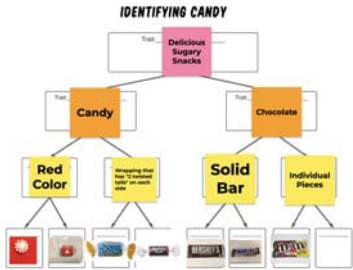 IDENTIFYING CANDY
Trait:
Delicious
Sugary
Snacks
Trait:
Candy
Trait:
Chocolate
Red
Color
Wrapping that
has "2 twisted
tails" on each
side
Solid
Bar
Individual
Pieces
HERSHEY'S
m&m's